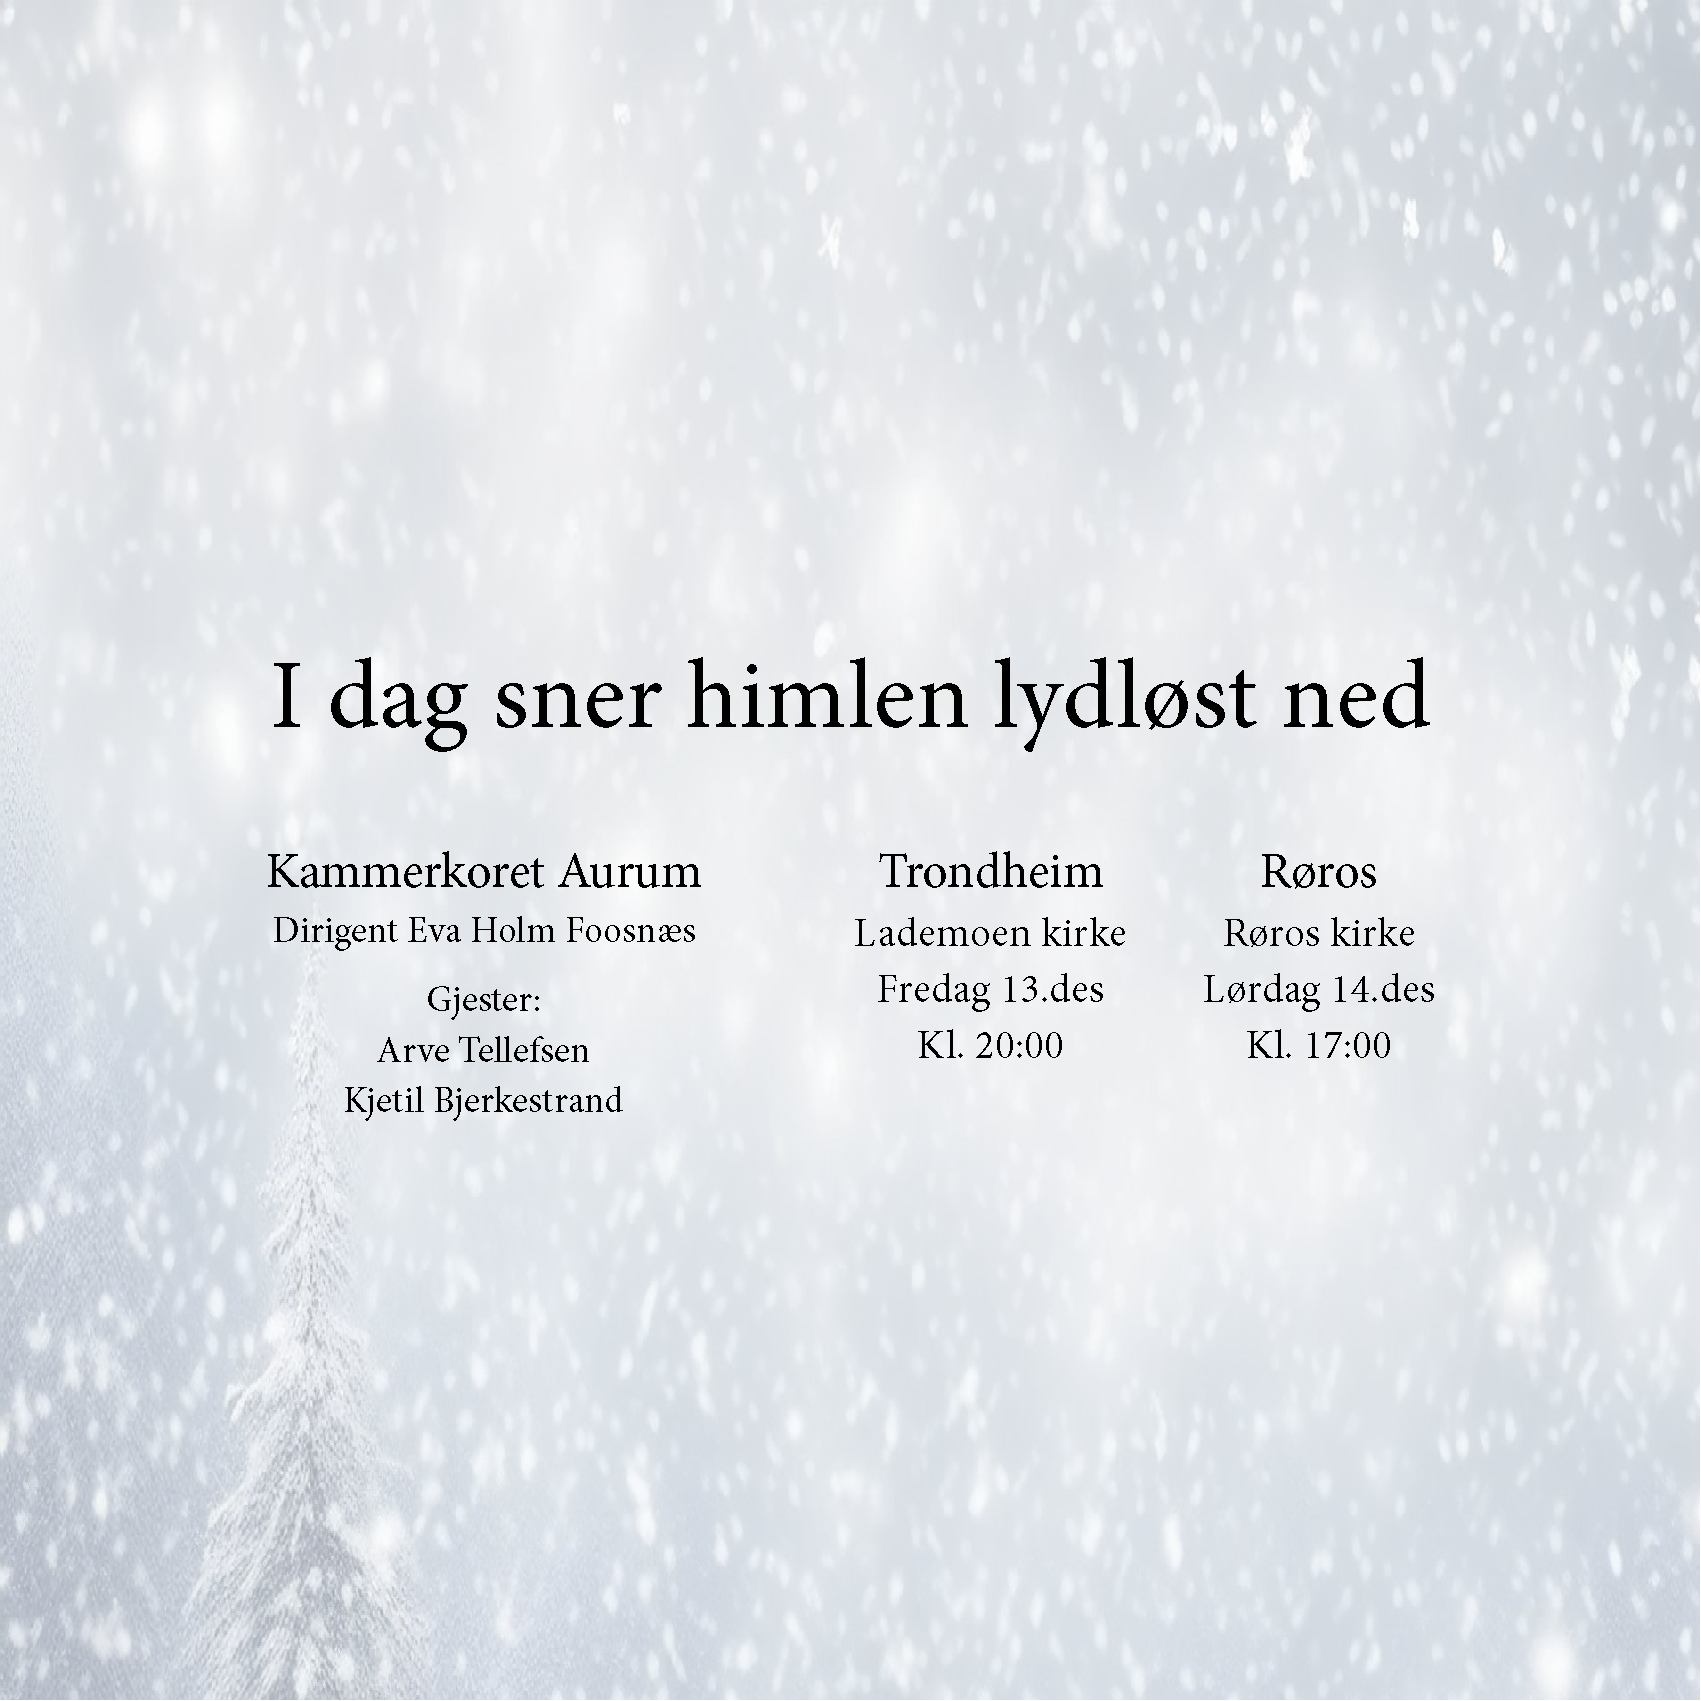 I dag sner himlen lydløst ned
Kammerkoret Aurum
Dirigent Eva Holm Foosnæs
Gjester:
Arve Tellefsen
Kjetil Bjerkestrand
Trondheim
Lademoen kirke
Fredag 13.des
Kl. 20:00
Røros
Røros kirke
Lørdag 14.des
Kl. 17:00